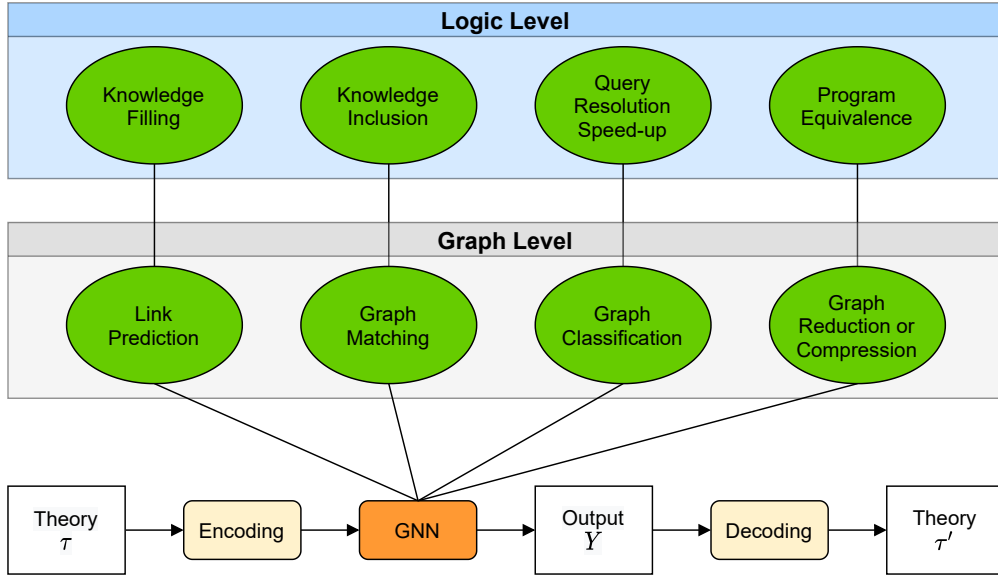 Logic Level
Knowledge
Filling
Knowledge
Inclusion
Query
Resolution
Speed-up
Program
Equivalence
Graph Level
Link
Prediction
Graph
Matching
Graph
Classification
Graph
Reduction or
Compression
Theory
τ
Encoding
GNN
Output
Y
Decoding
Theory
τ′